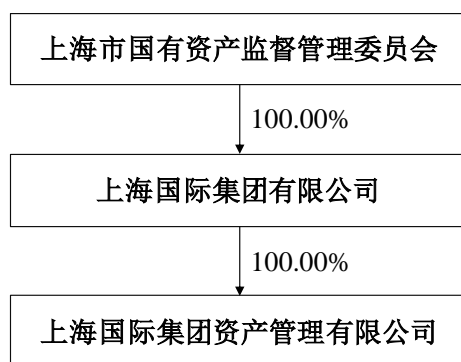 上海市国有资产监督管理委员会
100.00%
上海国际集团有限公司
100.00%
上海国际集团资产管理有限公司